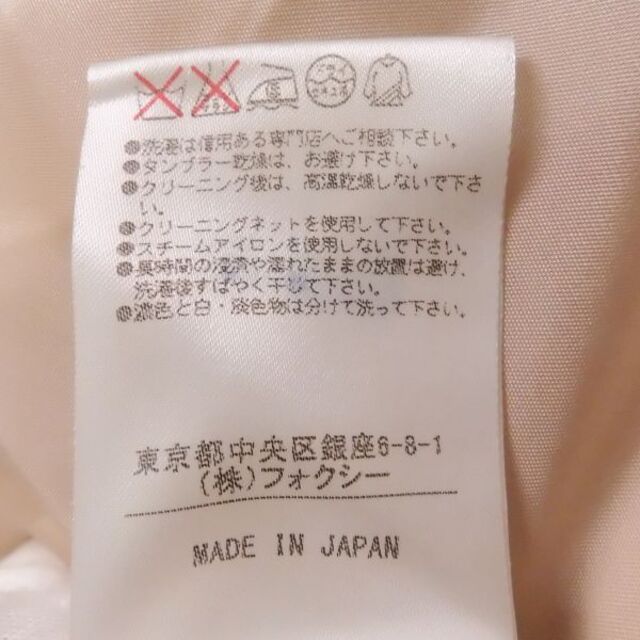 ●洗濯は信用ある専門店へご相談下さい。
●タンブラー乾燥は、お避け下さい。
●クリーニング後は、高温乾燥しないで下さ
い。
●クリーニングネットを使用して下さい。
●スチームアイロンを使用しないで下さい。
●長時間の浸漬や濡れたままの放置は避け、
洗濯後すばやく干して下さい。
●濃色と白・淡色物は分けて洗って下さい。
東京都中央区銀座6-8-1
(株)フォクシー
MADE IN JAPAN